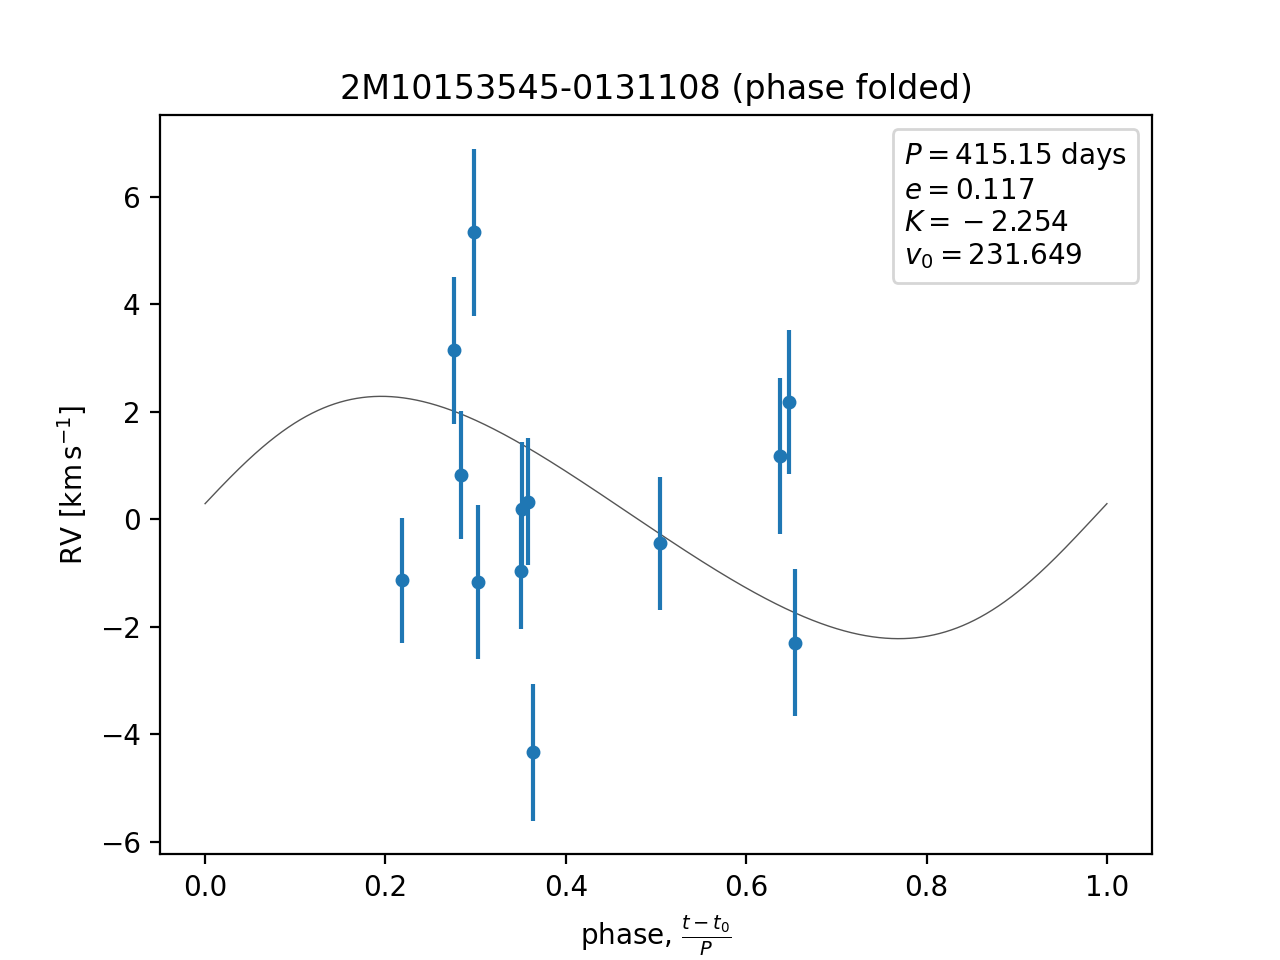 2M10153545-0131108 (phase folded)
P = 415.15 days
e = 0.117
K = −2.254
v₀ = 231.649
RV [km s⁻¹]
6
4
2
0
−2
−4
−6
0.0 0.2 0.4 0.6 0.8 1.0
phase, (t − t₀)/P